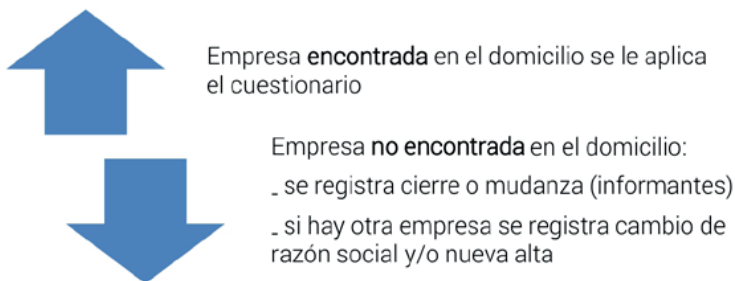 Empresa encontrada en el domicilio se le aplica
el cuestionario
Empresa no encontrada en el domicilio:
- se registra cierre o mudanza (informantes)
- si hay otra empresa se registra cambio de
razón social y/o nueva alta